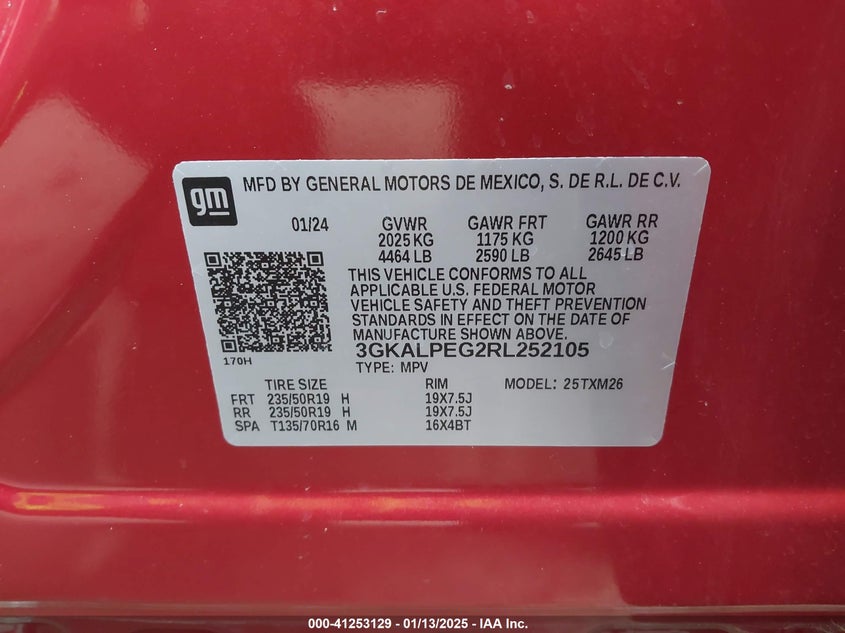 gm
MFD BY GENERAL MOTORS DE MEXICO, S. DE R.L. DE C.V.
01/24 GVWR GAWR FRT GAWR RR
2025 KG 1175 KG 1200 KG
4464 LB 2590 LB 2645 LB
THIS VEHICLE CONFORMS TO ALL
APPLICABLE U.S. FEDERAL MOTOR
VEHICLE SAFETY AND THEFT PREVENTION
STANDARDS IN EFFECT ON THE DATE OF
MANUFACTURE SHOWN ABOVE.
170H
3GKALPEG2RL252105
TYPE: MPV
TIRE SIZE RIM MODEL: 25TXM26
FRT 235/50R19 H 19X7.5J
RR 235/50R19 H 19X7.5J
SPA T135/70R16 M 16X4BT
000-41253129 - 01/13/2025 - IAA Inc.